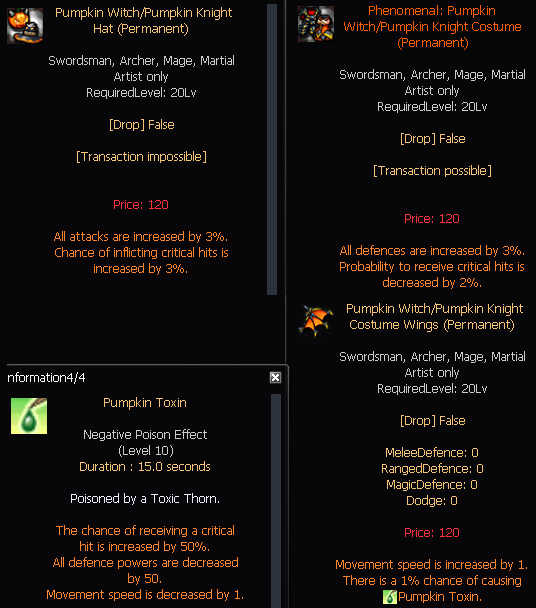 Pumpkin Witch/Pumpkin Knight
Hat (Permanent)
Swordsman, Archer, Mage, Martial
Artist only
RequiredLevel: 20Lv
[Drop] False
[Transaction impossible]
Price: 120
All attacks are increased by 3%.
Chance of inflicting critical hits is
increased by 3%.
nformation4/4
Pumpkin Toxin
Negative Poison Effect
(Level 10)
Duration : 15.0 seconds
Poisoned by a Toxic Thorn.
The chance of receiving a critical
hit is increased by 50%.
All defence powers are decreased
by 50.
Movement speed is decreased by 1.
Phenomenal: Pumpkin
Witch/Pumpkin Knight Costume
(Permanent)
Swordsman, Archer, Mage, Martial
Artist only
RequiredLevel: 20Lv
[Drop] False
[Transaction possible]
Price: 120
All defences are increased by 3%.
Probability to receive critical hits is
decreased by 2%.
Pumpkin Witch/Pumpkin Knight
Costume Wings (Permanent)
Swordsman, Archer, Mage, Martial
Artist only
RequiredLevel: 20Lv
[Drop] False
MeleeDefence: 0
RangedDefence: 0
MagicDefence: 0
Dodge: 0
Price: 120
Movement speed is increased by 1.
There is a 1% chance of causing
Pumpkin Toxin.